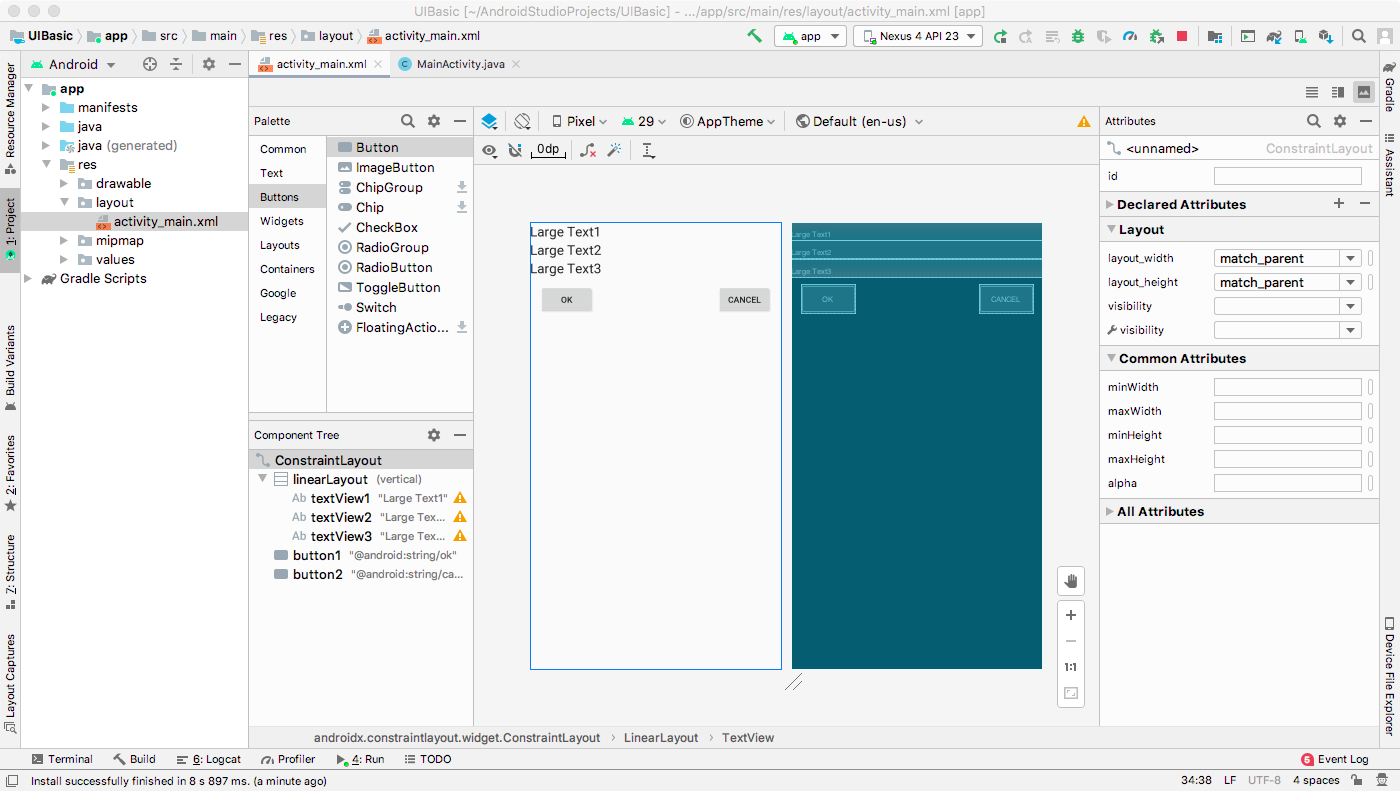 UIBasic [~/AndroidStudioProjects/UIBasic] - .../app/src/main/res/layout/activity_main.xml [app]
UIBasic app src main res layout activity_main.xml
app
Nexus 4 API 23
Android
activity_main.xml
MainActivity.java
Resource Manager
1: Project
Build Variants
2: Favorites
Z: Structure
Layout Captures
app
manifests
java
java (generated)
res
drawable
layout
activity_main.xml
mipmap
values
Gradle Scripts
Palette
Common
Text
Buttons
Widgets
Layouts
Containers
Google
Legacy
Button
ImageButton
ChipGroup
Chip
CheckBox
RadioGroup
RadioButton
ToggleButton
Switch
FloatingActio...
Component Tree
ConstraintLayout
linearLayout (vertical)
Ab textView1 "Large Text1"
Ab textView2 "Large Tex...
Ab textView3 "Large Tex...
button1 "@android:string/ok"
button2 "@android:string/ca...
Pixel 29 AppTheme Default (en-us)
0dp
Large Text1
Large Text2
Large Text3
OK CANCEL
Large Text1
Large Text2
Large Text3
OK CANCEL
1:1
androidx.constraintlayout.widget.ConstraintLayout LinearLayout TextView
Attributes
<unnamed> ConstraintLayout
id
Declared Attributes
Layout
layout_width match_parent
layout_height match_parent
visibility
visibility
Common Attributes
minWidth
maxWidth
minHeight
maxHeight
alpha
All Attributes
Gradle
Assistant
Device File Explorer
Terminal Build 6: Logcat Profiler 4: Run TODO
6 Event Log
Install successfully finished in 8 s 897 ms. (a minute ago)
34:38 LF UTF-8 4 spaces